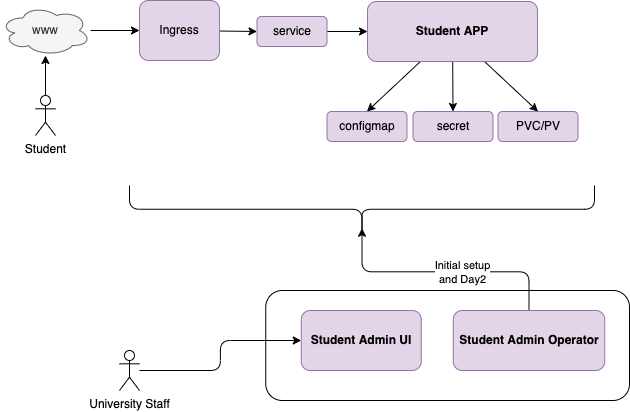 www
Ingress
service
Student APP
configmap
secret
PVC/PV
Student
Initial setup
and Day2
Student Admin UI
Student Admin Operator
University Staff